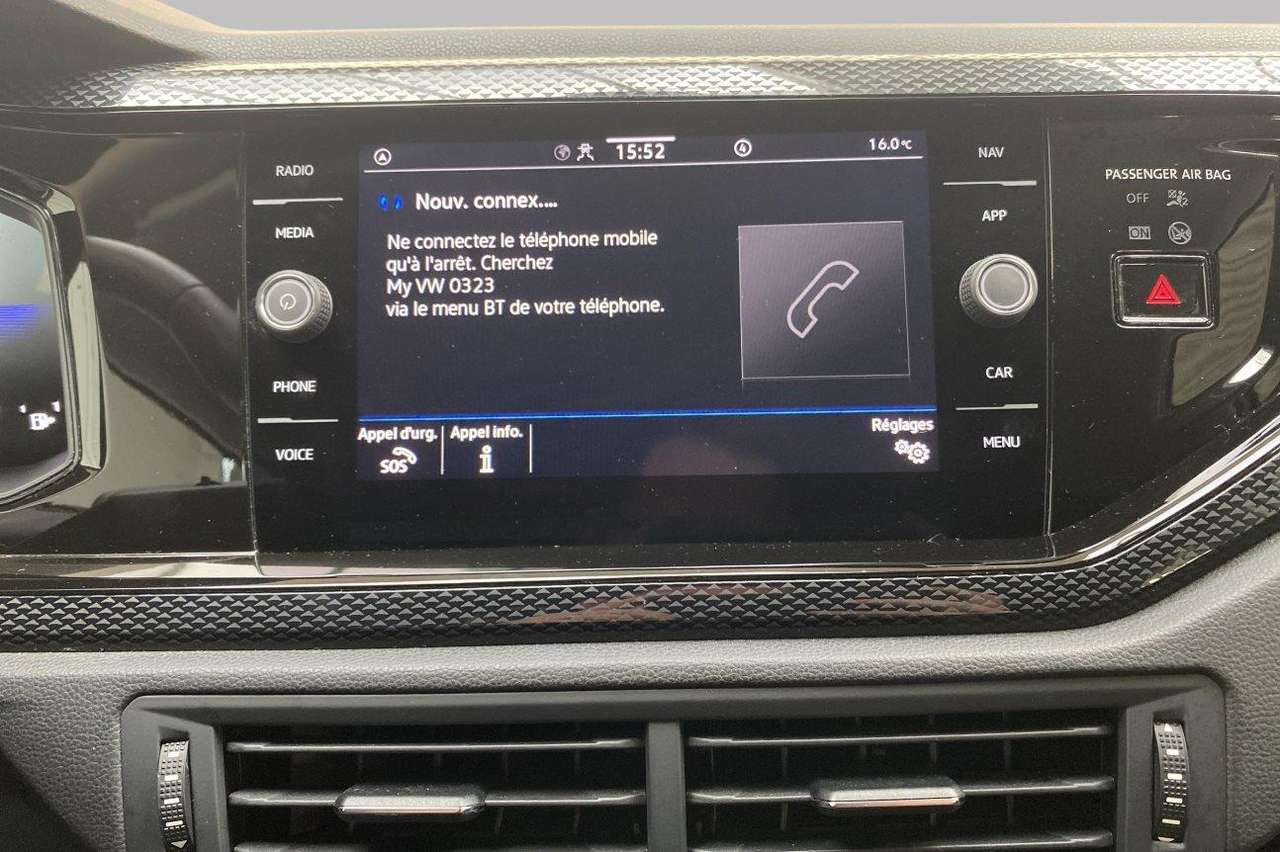 RADIO
MEDIA
PHONE
VOICE
15:52
4
16.0°C
Nouv. connex....
Ne connectez le téléphone mobile
qu'à l'arrêt. Cherchez
My VW 0323
via le menu BT de votre téléphone.
Appel d'urg.
SOS
Appel info.
i
Réglages
NAV
APP
CAR
MENU
PASSENGER AIR BAG
OFF
ON